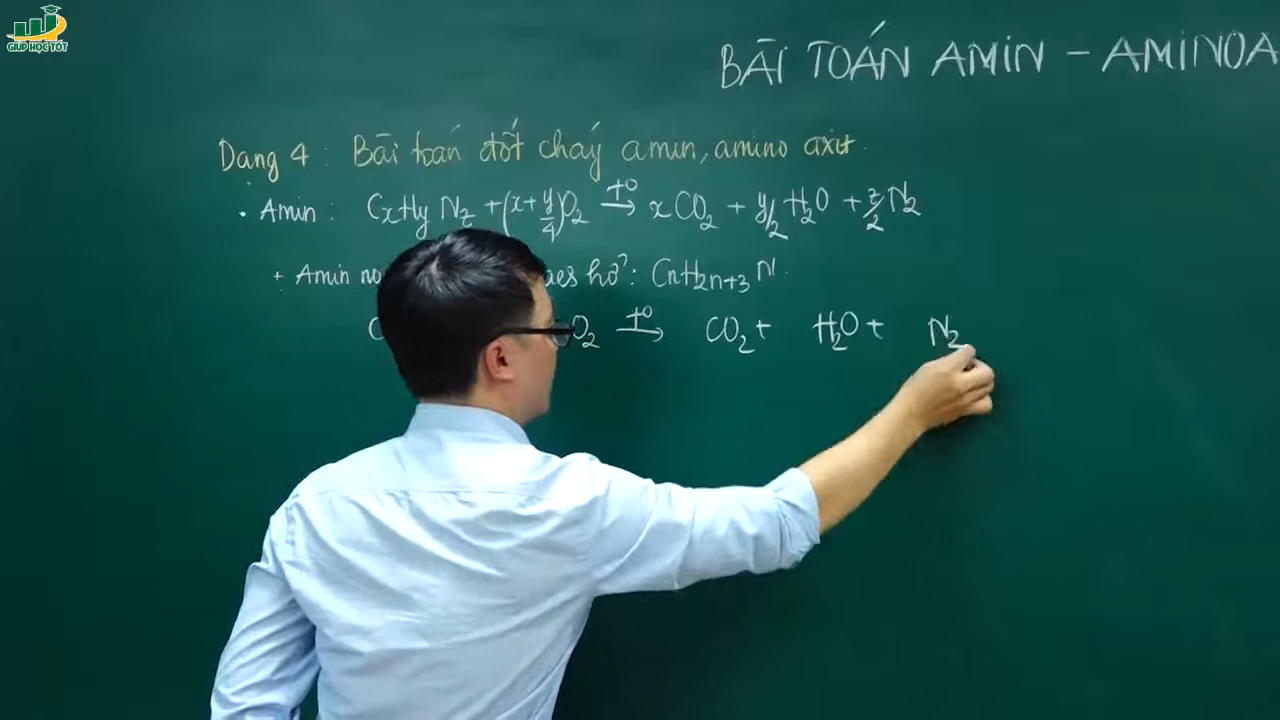 GIÚP HỌC TỐT
BÀI TOÁN AMIN - AMINOA
Dạng 4 : Bài toán đốt cháy amin, amino axit.
• Amin : CxHyNz + (x+y/4)O2 t° → xCO2 + y/2 H2O + z/2 N2
+ Amin no hở: CnH2n+3N.
C O2 t° → CO2 + H2O + N2